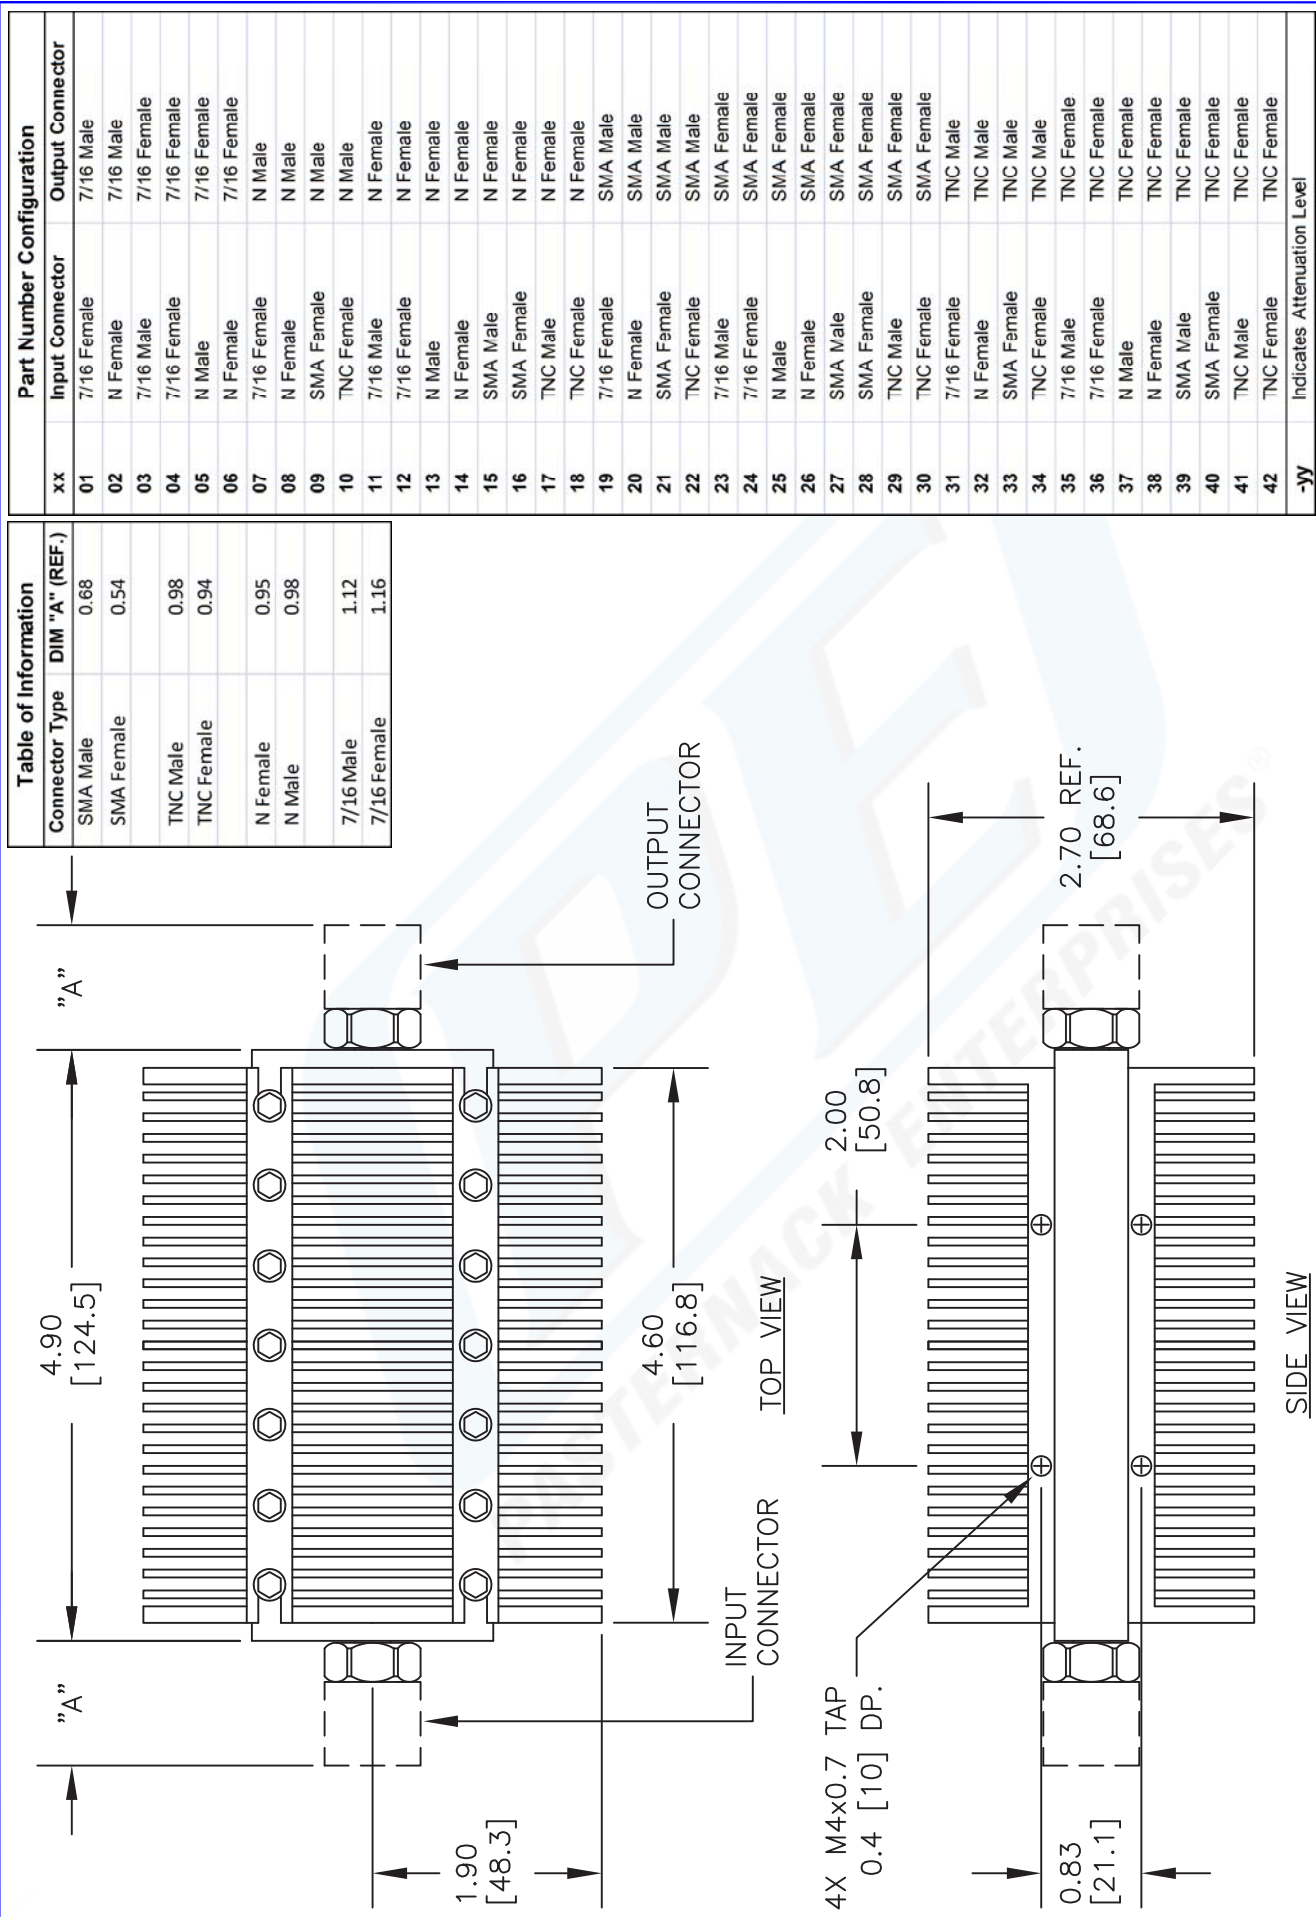 Table of Information
Connector Type DIM "A" (REF.)
SMA Male 0.68
SMA Female 0.54
TNC Male 0.98
TNC Female 0.94
N Female 0.95
N Male 0.98
7/16 Male 1.12
7/16 Female 1.16
Part Number Configuration
xx Input Connector Output Connector
01 7/16 Female 7/16 Male
02 N Female 7/16 Male
03 7/16 Male 7/16 Female
04 7/16 Female 7/16 Female
05 N Male 7/16 Female
06 N Female 7/16 Female
07 7/16 Female N Male
08 N Female N Male
09 SMA Female N Male
10 TNC Female N Male
11 7/16 Male N Female
12 7/16 Female N Female
13 N Male N Female
14 N Female N Female
15 SMA Male N Female
16 SMA Female N Female
17 TNC Male N Female
18 TNC Female N Female
19 7/16 Female SMA Male
20 N Female SMA Male
21 SMA Female SMA Male
22 TNC Female SMA Male
23 7/16 Male SMA Female
24 7/16 Female SMA Female
25 N Male SMA Female
26 N Female SMA Female
27 SMA Male SMA Female
28 SMA Female SMA Female
29 TNC Male SMA Female
30 TNC Female SMA Female
31 7/16 Female TNC Male
32 N Female TNC Male
33 SMA Female TNC Male
34 TNC Female TNC Male
35 7/16 Male TNC Female
36 7/16 Female TNC Female
37 N Male TNC Female
38 N Female TNC Female
39 SMA Male TNC Female
40 SMA Female TNC Female
41 TNC Male TNC Female
42 TNC Female TNC Female
-yy Indicates Attenuation Level
"A"
4.90
[124.5]
"A"
1.90
[48.3]
4.60
[116.8]
INPUT
CONNECTOR
OUTPUT
CONNECTOR
TOP VIEW
4X M4x0.7 TAP
0.4 [10] DP.
2.00
[50.8]
0.83
[21.1]
2.70 REF.
[68.6]
SIDE VIEW
PEI
PASTERNACK ENTERPRISES®